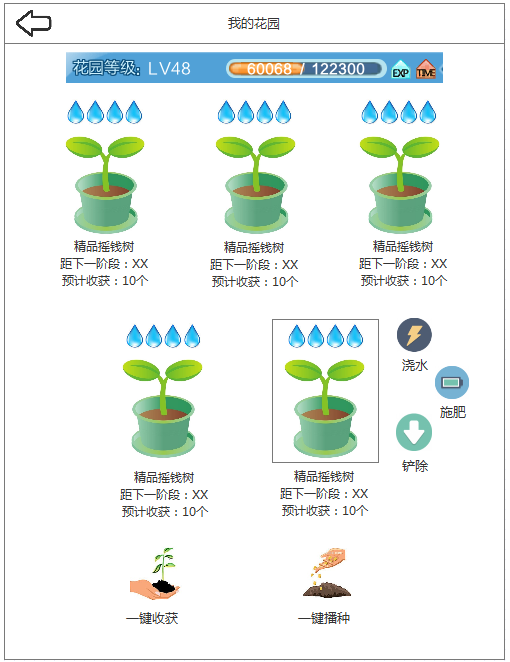 我的花园
花园等级: LV48 60068 / 122300 EXP TIME
精品摇钱树 精品摇钱树 精品摇钱树
距下一阶段：XX 距下一阶段：XX 距下一阶段：XX
预计收获：10个 预计收获：10个 预计收获：10个
浇水
施肥
铲除
精品摇钱树 精品摇钱树
距下一阶段：XX 距下一阶段：XX
预计收获：10个 预计收获：10个
一键收获 一键播种